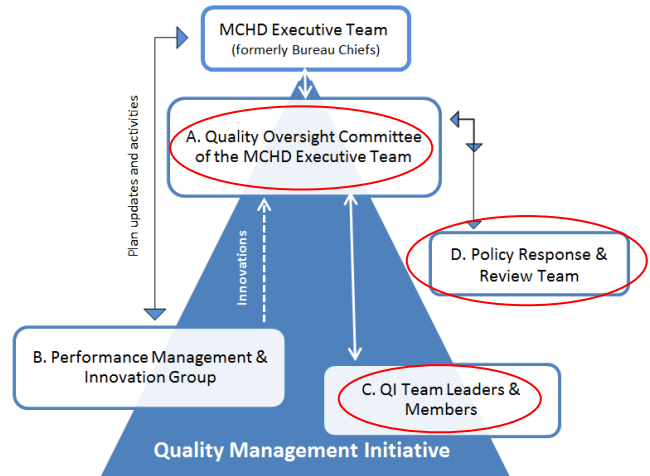 MCHD Executive Team
(formerly Bureau Chiefs)
Plan updates and activities
A. Quality Oversight Committee
of the MCHD Executive Team
Innovations
D. Policy Response &
Review Team
B. Performance Management &
Innovation Group
C. QI Team Leaders &
Members
Quality Management Initiative